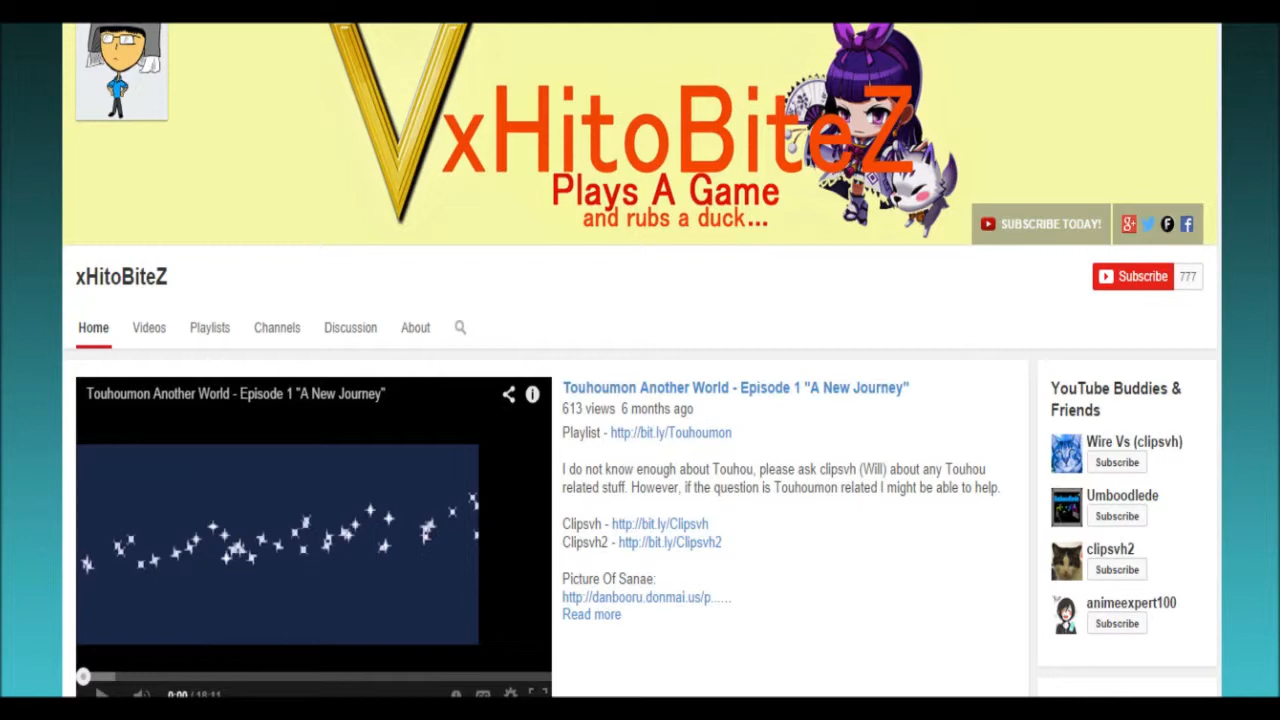 VxHitoBiteZ
Plays A Game
and rubs a duck...
SUBSCRIBE TODAY!
xHitoBiteZ
Subscribe 777
Home Videos Playlists Channels Discussion About
Touhoumon Another World - Episode 1 "A New Journey"
0:00 / 18:11
Touhoumon Another World - Episode 1 "A New Journey"
613 views 6 months ago
Playlist - http://bit.ly/Touhoumon
I do not know enough about Touhou, please ask clipsvh (Will) about any Touhou
related stuff. However, if the question is Touhoumon related I might be able to help.
Clipsvh - http://bit.ly/Clipsvh
Clipsvh2 - http://bit.ly/Clipsvh2
Picture Of Sanae:
http://danbooru.donmai.us/p......
Read more
YouTube Buddies &
Friends
Wire Vs (clipsvh)
Subscribe
Umboodlede
Subscribe
clipsvh2
Subscribe
animeexpert100
Subscribe